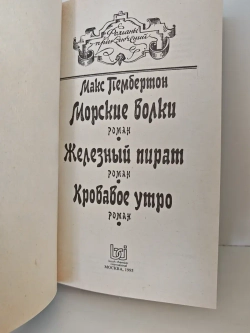 Романы
приключений
Макс Пембертон
Морские волки
роман
Железный пират
роман
Кровавое утро
роман
МОСКВА, 1993